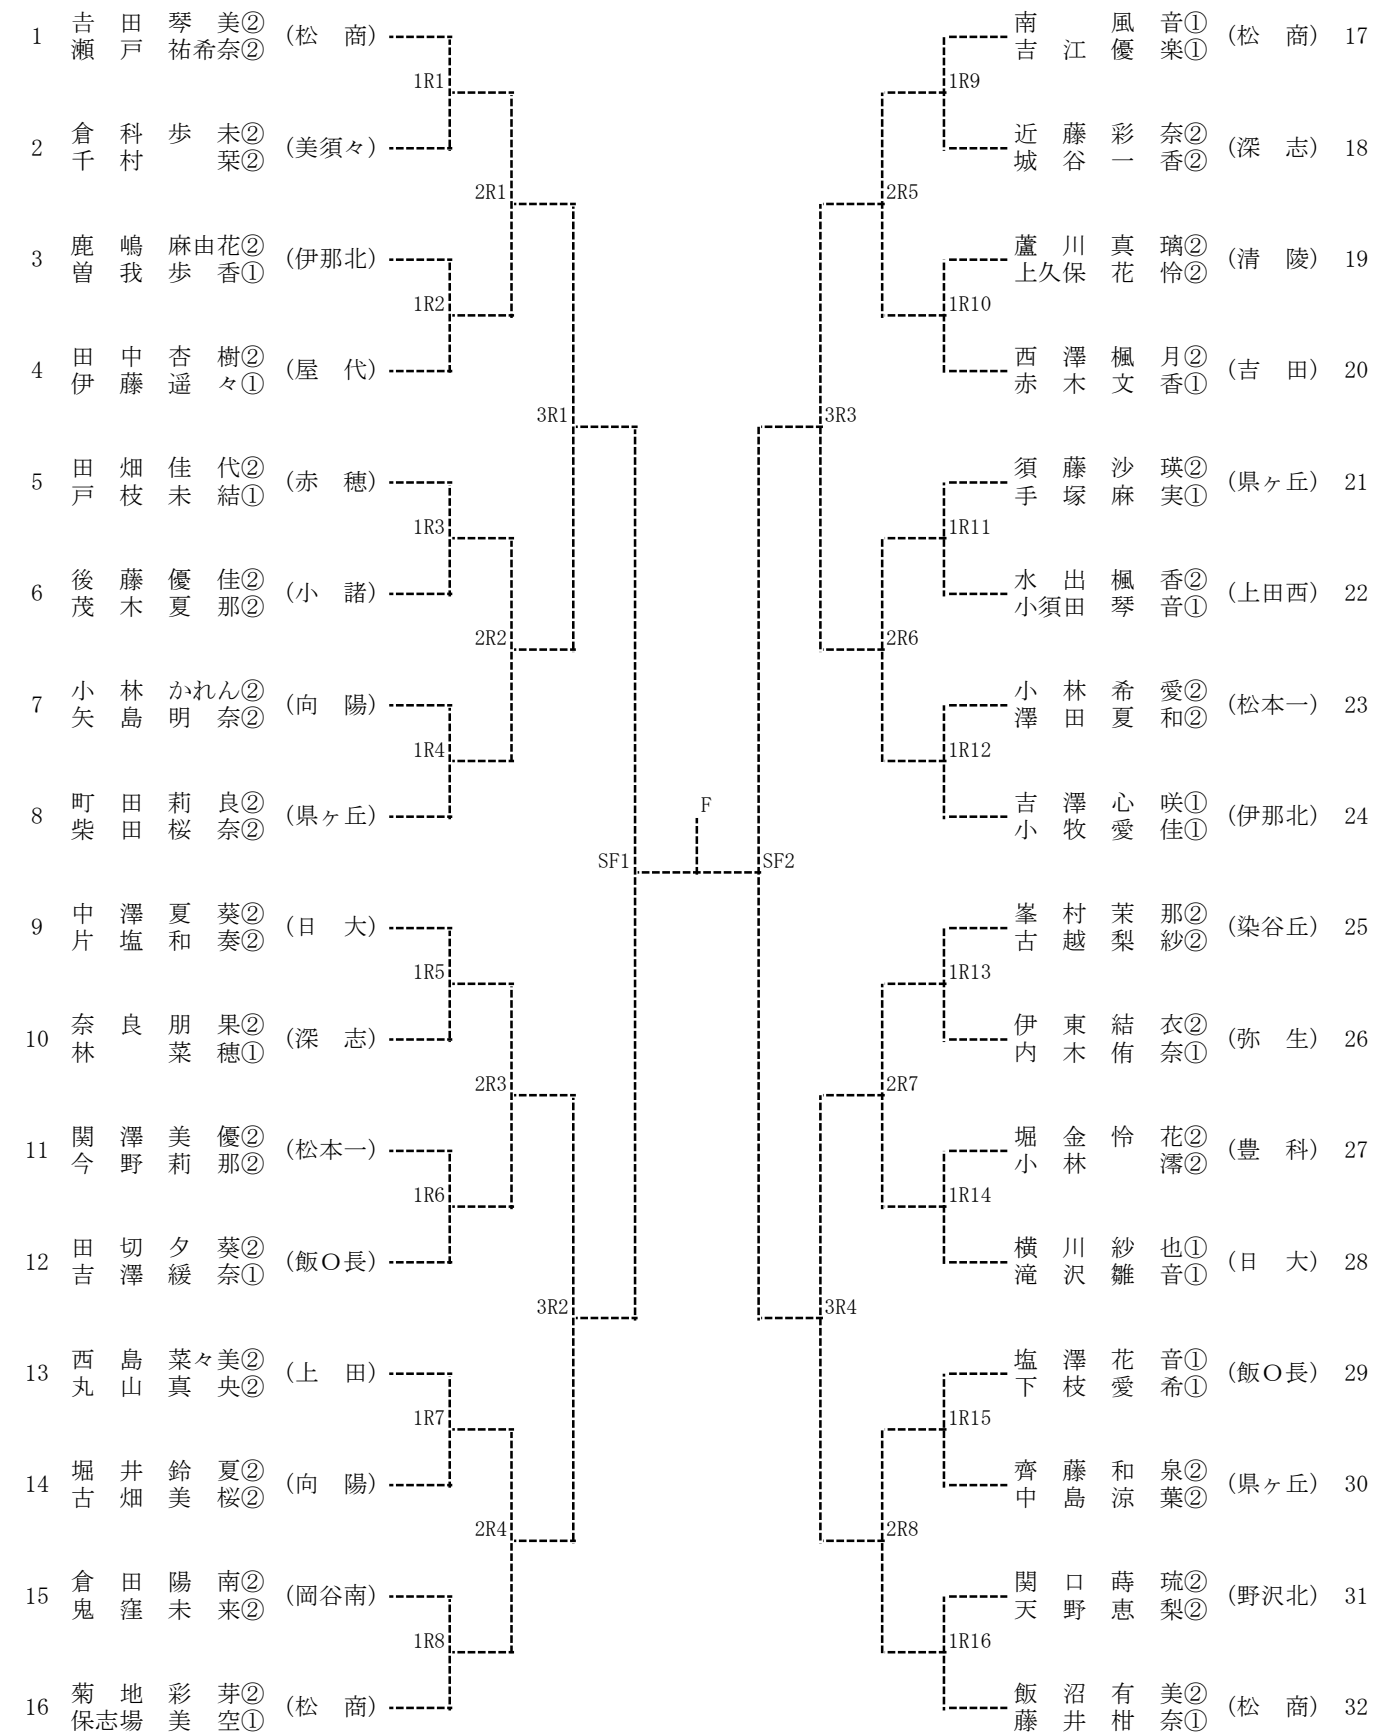 1 吉田琴美② (松商)
瀬戸祐希奈②
1R1
2 倉科歩未② (美須々)
千村栞②
2R1
3 鹿嶋麻由花② (伊那北)
曽我歩香①
1R2
4 田中杏樹② (屋代)
伊藤遥々①
3R1
5 田畑佳代② (赤穂)
戸枝未結①
1R3
6 後藤優佳② (小諸)
茂木夏那②
2R2
7 小林かれん② (向陽)
矢島明奈②
1R4
8 町田莉良② (県ヶ丘)
柴田桜奈②
SF1
9 中澤夏葵② (日大)
片塩和奏②
1R5
10 奈良朋果② (深志)
林菜穂①
2R3
11 関澤美優② (松本一)
今野莉那②
1R6
12 田切夕葵② (飯O長)
吉澤緩奈①
3R2
13 西島菜々美② (上田)
丸山真央②
1R7
14 堀井鈴夏② (向陽)
古畑美桜②
2R4
15 倉田陽南② (岡谷南)
鬼窪未来②
1R8
16 菊地彩芽② (松商)
保志場美空①
F
南風音① (松商) 17
吉江優楽①
1R9
近藤彩奈② (深志) 18
城谷一香②
2R5
蘆川真璃② (清陵) 19
上久保花怜②
1R10
西澤楓月② (吉田) 20
赤木文香①
3R3
須藤沙瑛② (県ヶ丘) 21
手塚麻実①
1R11
水出楓香② (上田西) 22
小須田琴音①
2R6
小林希愛② (松本一) 23
澤田夏和②
1R12
吉澤心咲① (伊那北) 24
小牧愛佳①
SF2
峯村茉那② (染谷丘) 25
古越梨紗②
1R13
伊東結衣② (弥生) 26
内木侑奈①
2R7
堀金怜花② (豊科) 27
小林澪②
1R14
横川紗也① (日大) 28
滝沢雛音①
3R4
塩澤花音① (飯O長) 29
下枝愛希①
1R15
齊藤和泉② (県ヶ丘) 30
中島涼葉②
2R8
関口蒔琉② (野沢北) 31
天野恵梨②
1R16
飯沼有美② (松商) 32
藤井柑奈①